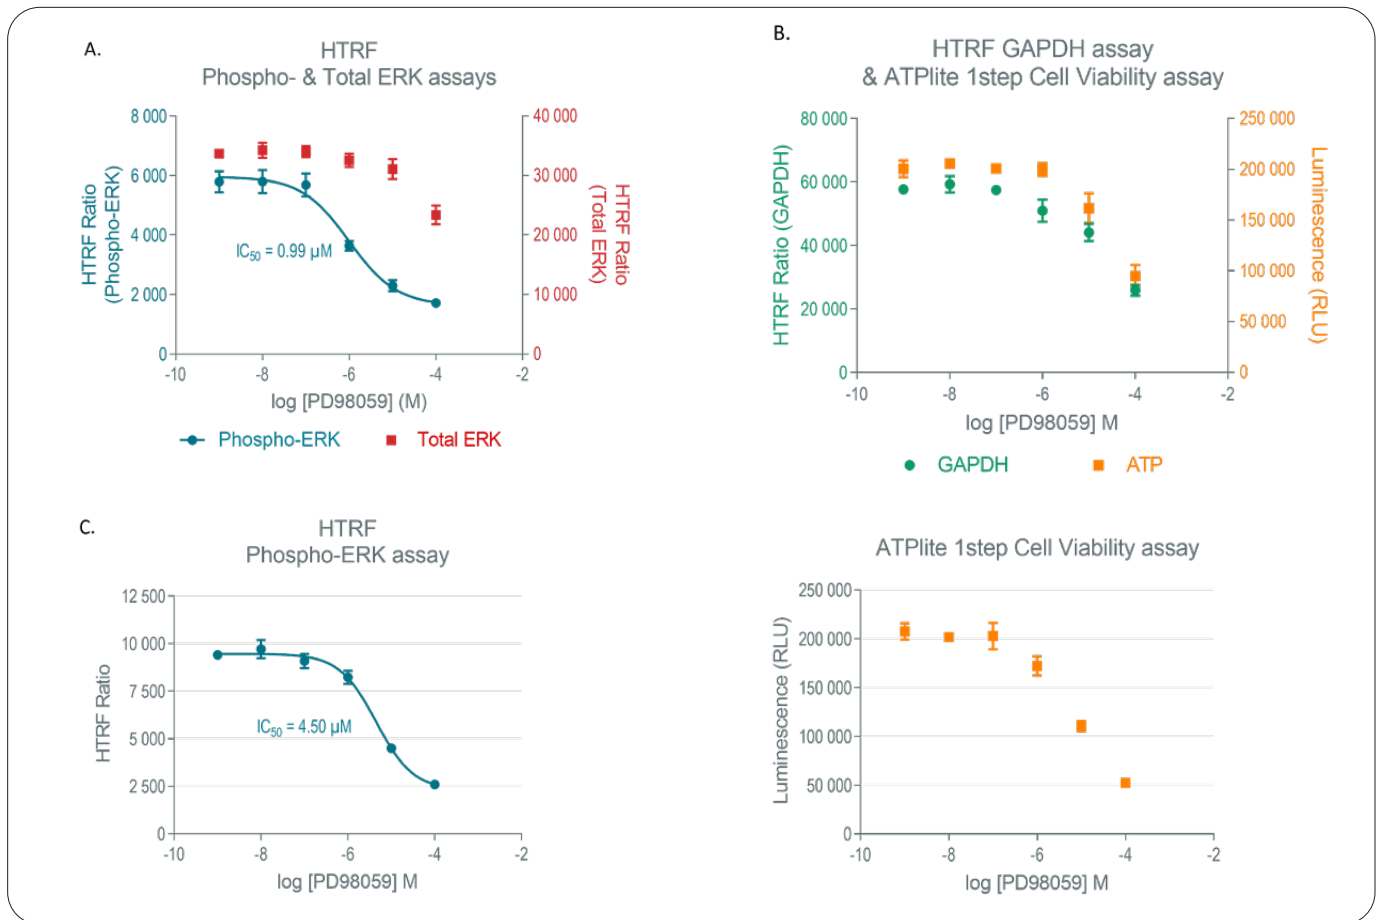 A.
HTRF
Phospho- & Total ERK assays
8 000
6 000
4 000
2 000
0
40 000
30 000
20 000
10 000
0
HTRF Ratio
(Phospho-ERK)
HTRF Ratio
(Total ERK)
IC50 = 0.99 µM
-10
-8
-6
-4
-2
log [PD98059] (M)
Phospho-ERK
Total ERK
B.
HTRF GAPDH assay
& ATPlite 1step Cell Viability assay
80 000
60 000
40 000
20 000
0
250 000
200 000
150 000
100 000
50 000
0
HTRF Ratio (GAPDH)
Luminescence (RLU)
-10
-8
-6
-4
-2
log [PD98059] M
GAPDH
ATP
C.
HTRF
Phospho-ERK assay
12 500
10 000
7 500
5 000
2 500
0
HTRF Ratio
IC50 = 4.50 µM
-10
-8
-6
-4
-2
log [PD98059] M
ATPlite 1step Cell Viability assay
250 000
200 000
150 000
100 000
50 000
0
Luminescence (RLU)
-10
-8
-6
-4
-2
log [PD98059] M